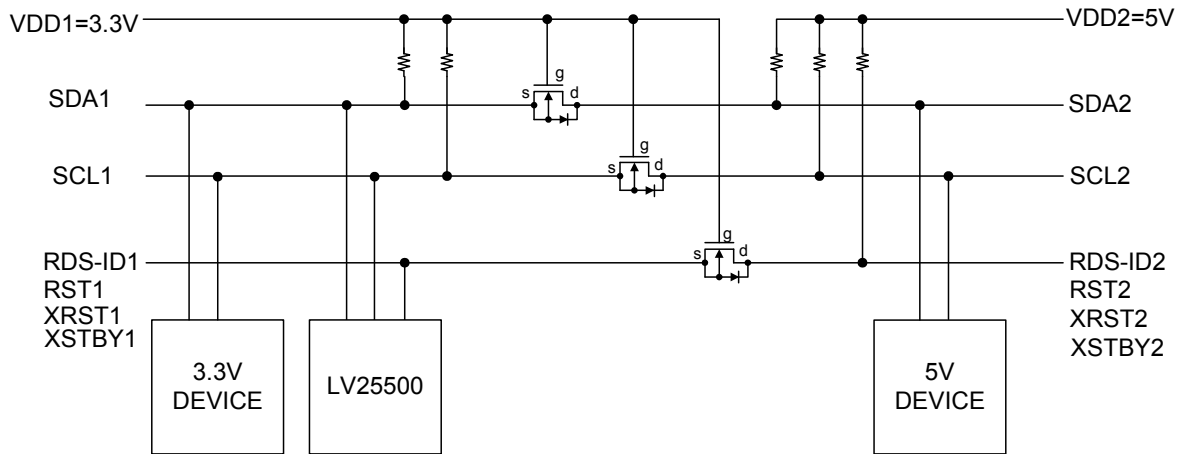 VDD1=3.3V
VDD2=5V
g
s
d
SDA1
SDA2
g
s
d
SCL1
SCL2
g
s
d
RDS-ID1
RST1
XRST1
XSTBY1
RDS-ID2
RST2
XRST2
XSTBY2
3.3V
DEVICE
LV25500
5V
DEVICE